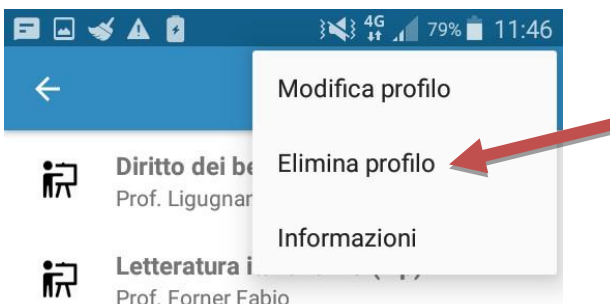 4G 79% 11:46
Modifica profilo
Diritto dei be
Elimina profilo
Prof. Ligugnar
Informazioni
Letteratura i
Prof. Forner Fabio